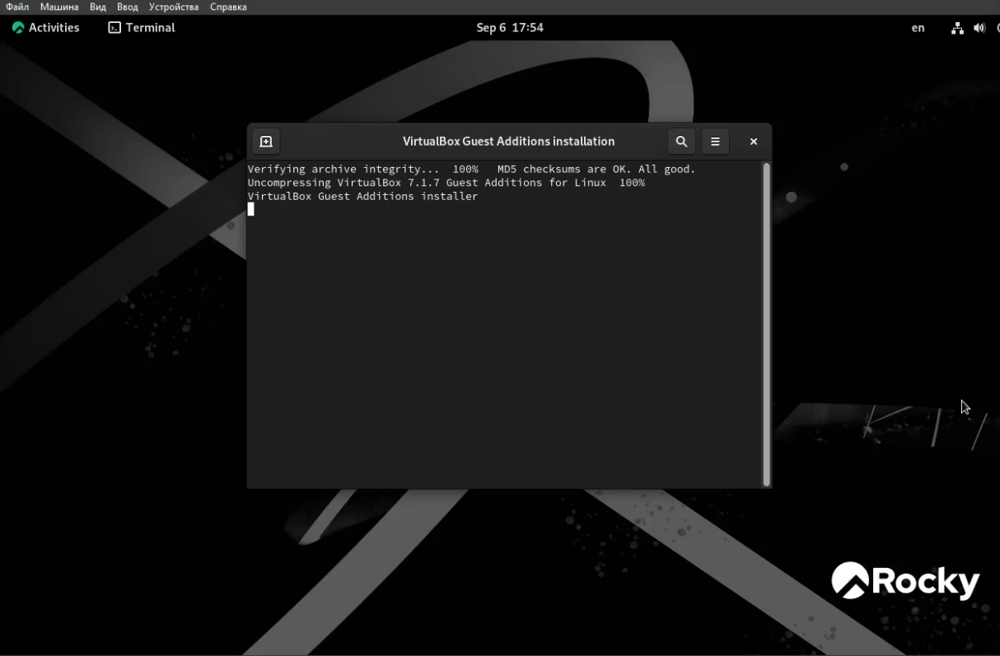 Файл Машина Вид Ввод Устройства Справка
Activities Terminal Sep 6 17:54 en
VirtualBox Guest Additions installation
Verifying archive integrity... 100% MD5 checksums are OK. All good.
Uncompressing VirtualBox 7.1.7 Guest Additions for Linux 100%
VirtualBox Guest Additions installer
Rocky